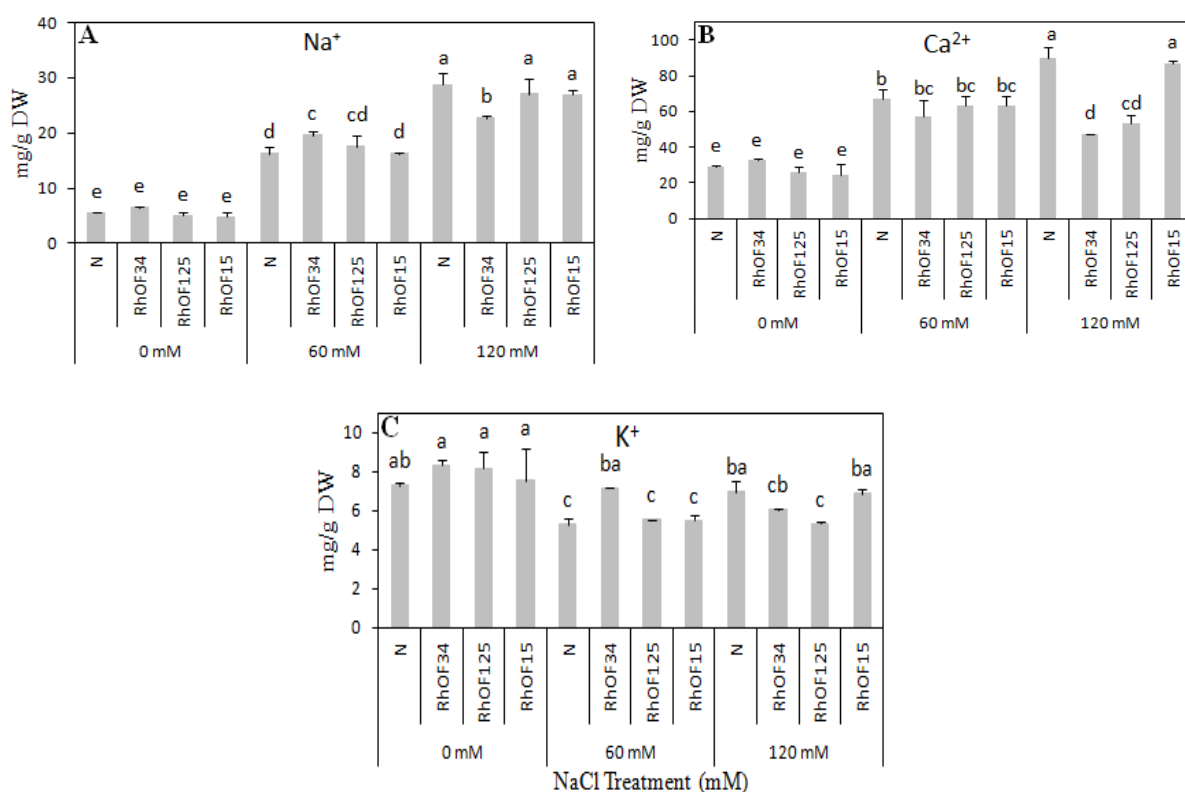 A
Na⁺
mg/g DW
40
30
20
10
0
e e e e d c cd d a b a a
N RhOF34 RhOF125 RhOF15 N RhOF34 RhOF125 RhOF15 N RhOF34 RhOF125 RhOF15
0 mM 60 mM 120 mM
B
Ca²⁺
mg/g DW
100
80
60
40
20
0
e e e e b bc bc bc a d cd a
N RhOF34 RhOF125 RhOF15 N RhOF34 RhOF125 RhOF15 N RhOF34 RhOF125 RhOF15
0 mM 60 mM 120 mM
C
K⁺
mg/g DW
10
8
6
4
2
0
ab a a a c ba c c ba cb c ba
N RhOF34 RhOF125 RhOF15 N RhOF34 RhOF125 RhOF15 N RhOF34 RhOF125 RhOF15
0 mM 60 mM 120 mM
NaCl Treatment (mM)